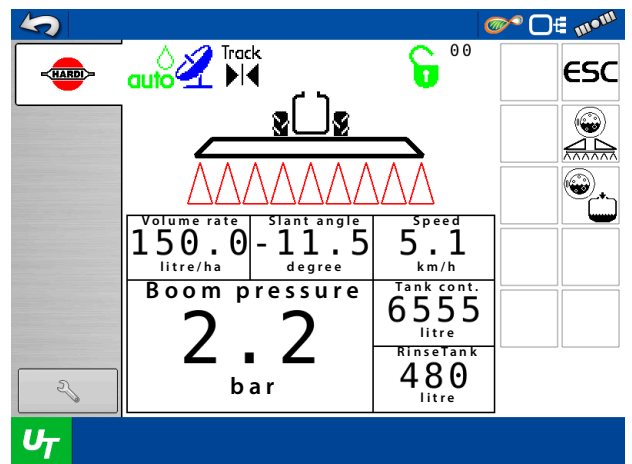 HARDI
auto
Track
00
ESC
Volume rate
150.0
litre/ha
Slant angle
-11.5
degree
Speed
5.1
km/h
Boom pressure
2.2
bar
Tank cont.
6555
litre
RinseTank
480
litre
UT